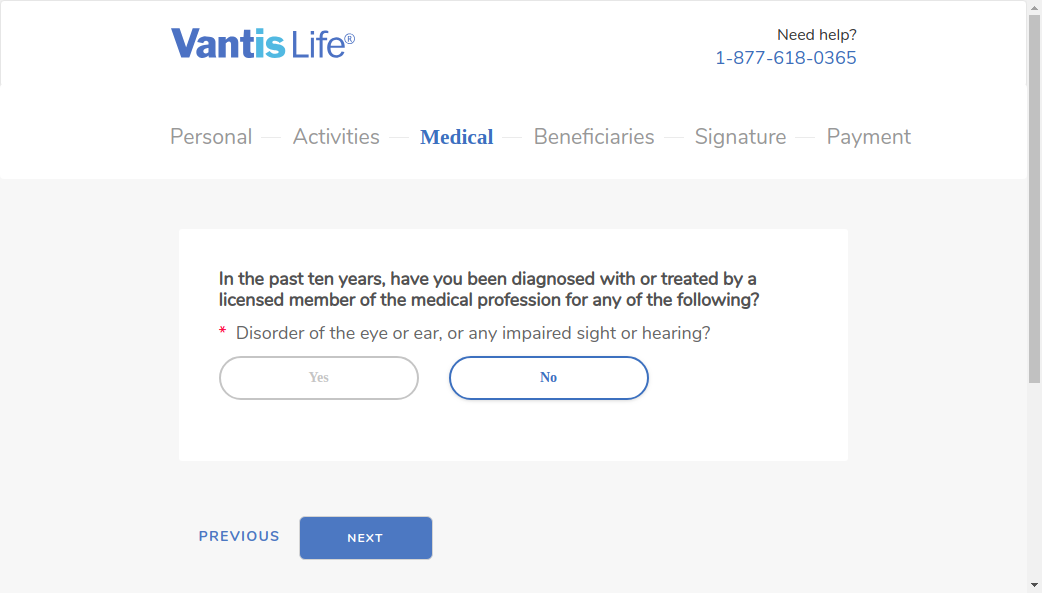 Vantis Life®
Need help?
1-877-618-0365
Personal Activities Medical Beneficiaries Signature Payment
In the past ten years, have you been diagnosed with or treated by a
licensed member of the medical profession for any of the following?
* Disorder of the eye or ear, or any impaired sight or hearing?
Yes No
PREVIOUS NEXT